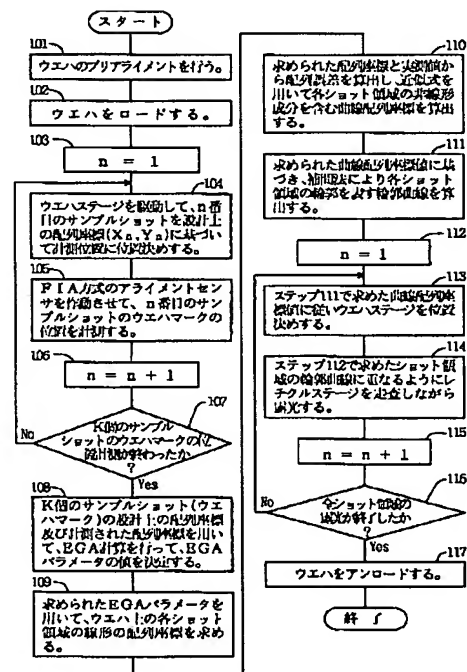 スタート
101
ウエハのプリアライメントを行う。
102
ウエハをロードする。
103
n = 1
104
ウエハステージを駆動して、n番
目のサンプルショットを設計上
の配列座標(Xn,Yn)に基づい
て計測位置に位置決めする。
105
FIA方式のアライメントセン
サを作動させて、n番目のサン
プルショットのウエハマークの
位置を計測する。
106
n = n + 1
107
K個のサンプル
ショットのウエハマークの位
置計測が終わったか
?
No
Yes
108
K個のサンプルショット(ウエ
ハマーク)の設計上の配列座標
及び計測された配列座標を用い
て、EGA計算を行って、EGA
パラメータの値を決定する。
109
求められたEGAパラメータを
用いて、ウエハ上の各ショット
領域の線形の配列座標を求め
る。
110
求められた配列座標と実測値から
配列誤差を算出し、近似式
を用いて各ショット領域の非線形
成分を含む曲線配列座標を算出
する。
111
求められた曲線配列座標値に基
づき、補間法により各ショット
領域の輪郭を表す輪郭曲線を算
出する。
112
n = 1
113
ステップ111で求めた曲線配列座
標値に従いウエハステージを位置
決めする。
114
ステップ112で求めたショット領
域の輪郭曲線に重なるようにレ
チクルステージを走査しながら
露光する。
115
n = n + 1
116
全ショット領域の
露光が終了したか
?
No
Yes
117
ウエハをアンロードする。
終了